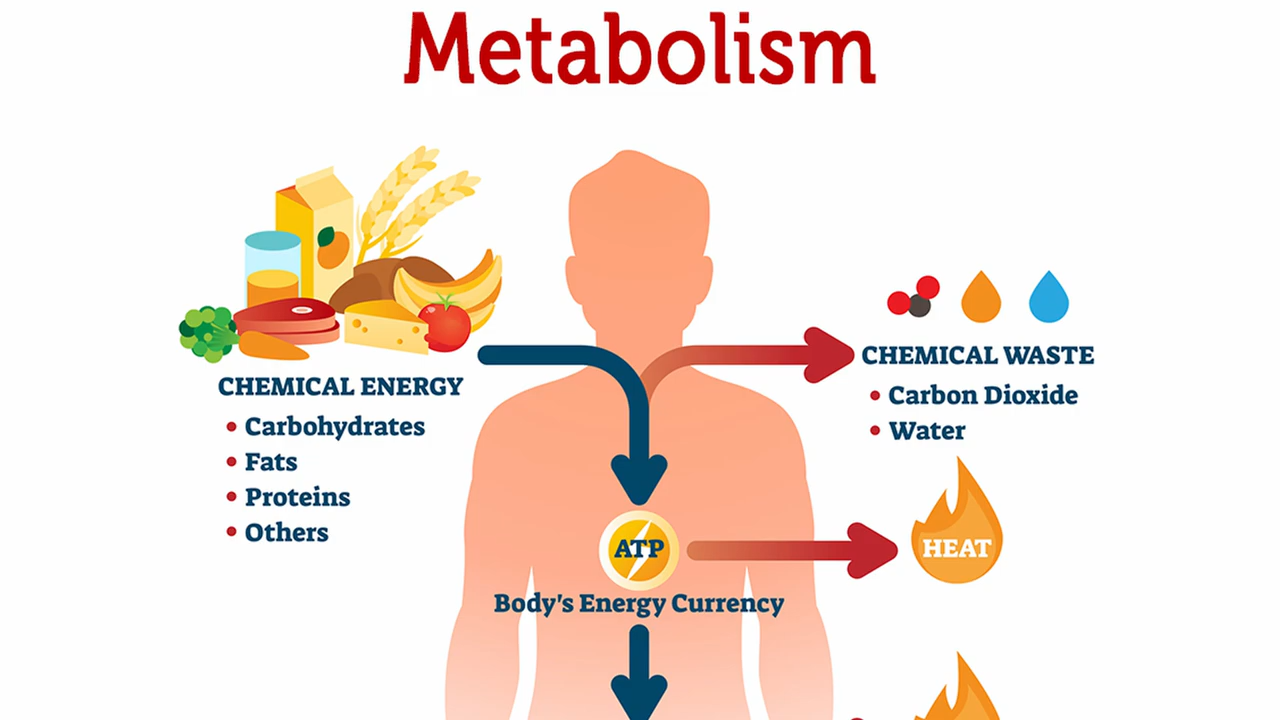 Metabolism
CHEMICAL ENERGY
• Carbohydrates
• Fats
• Proteins
• Others
CHEMICAL WASTE
• Carbon Dioxide
• Water
ATP
HEAT
Body's Energy Currency